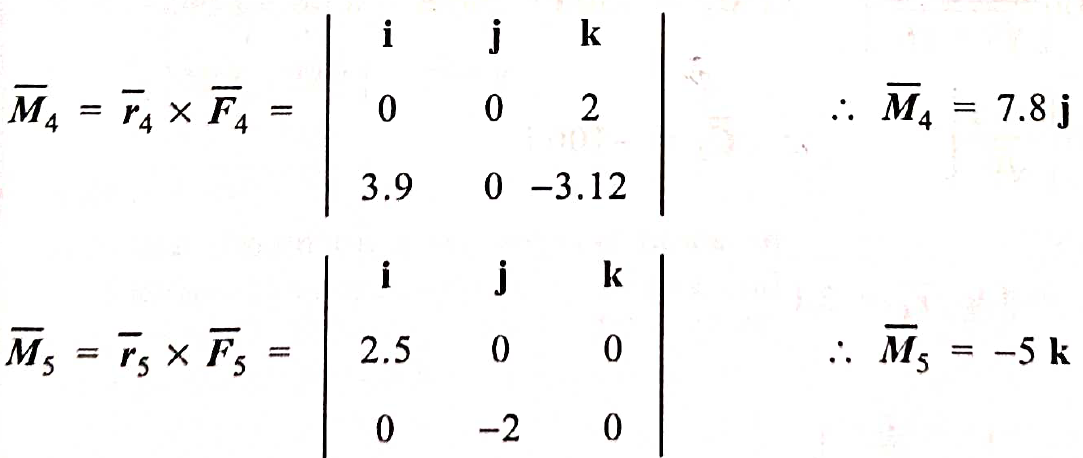 i j k
M̅₄ = r̅₄ × F̅₄ = | 0 0 2 | ∴ M̅₄ = 7.8 j
3.9 0 −3.12
i j k
M̅₅ = r̅₅ × F̅₅ = | 2.5 0 0 | ∴ M̅₅ = −5 k
0 −2 0